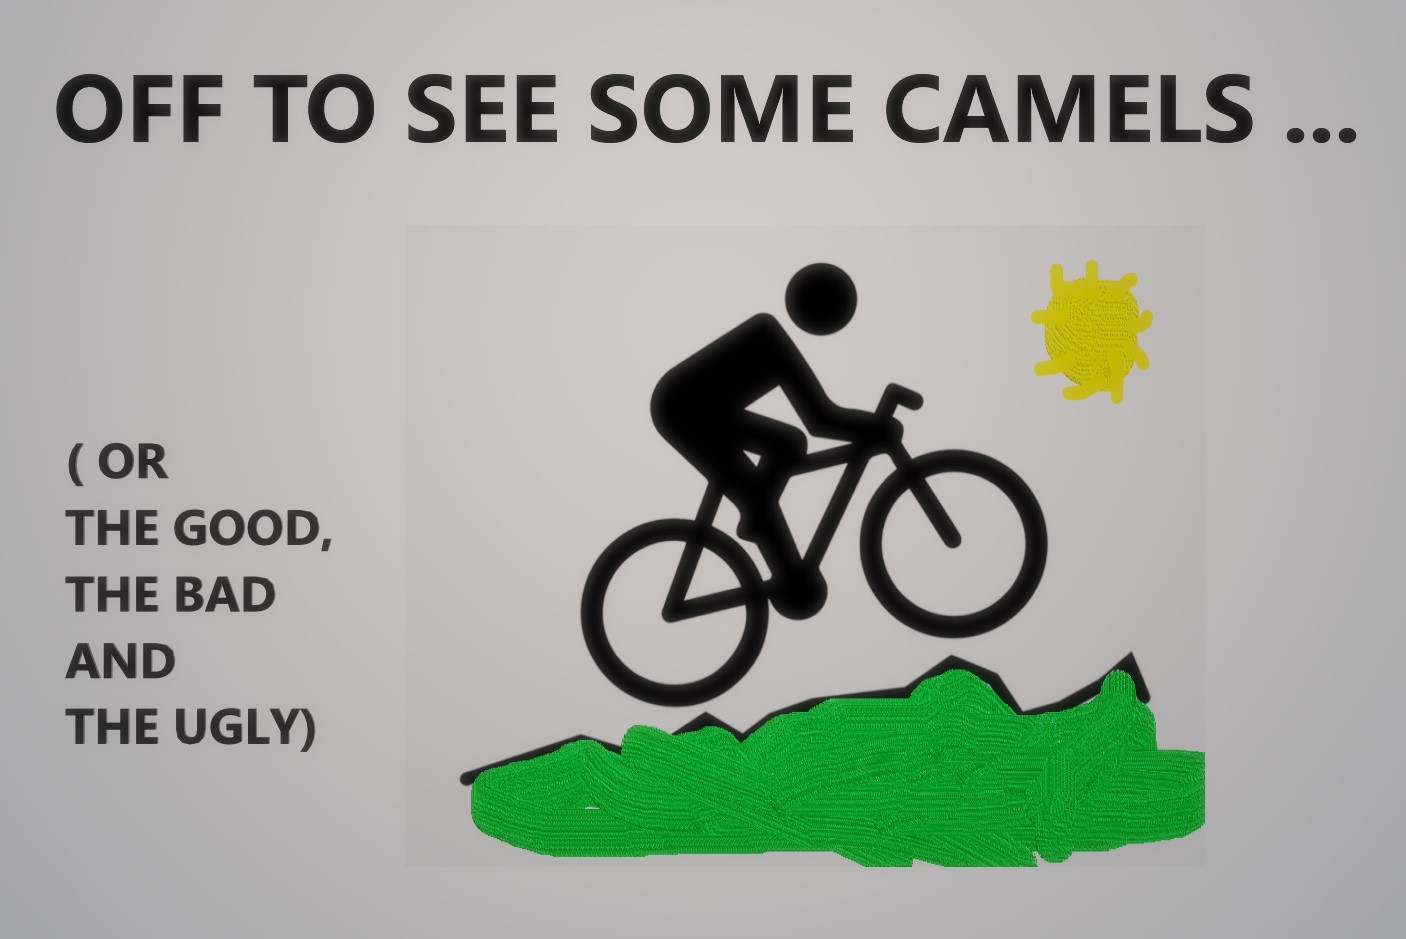 OFF TO SEE SOME CAMELS ...
( OR
THE GOOD,
THE BAD
AND
THE UGLY)